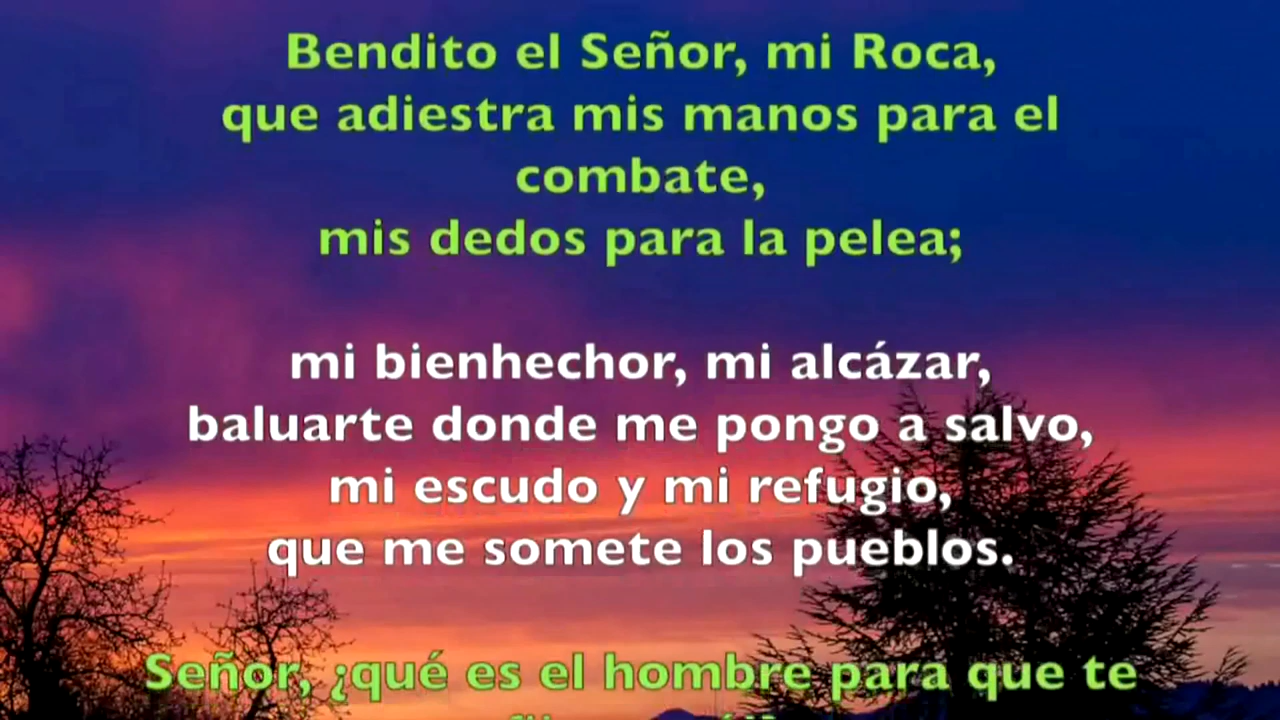 Bendito el Señor, mi Roca,
que adiestra mis manos para el
combate,
mis dedos para la pelea;
mi bienhechor, mi alcázar,
baluarte donde me pongo a salvo,
mi escudo y mi refugio,
que me somete los pueblos.
Señor, ¿qué es el hombre para que te